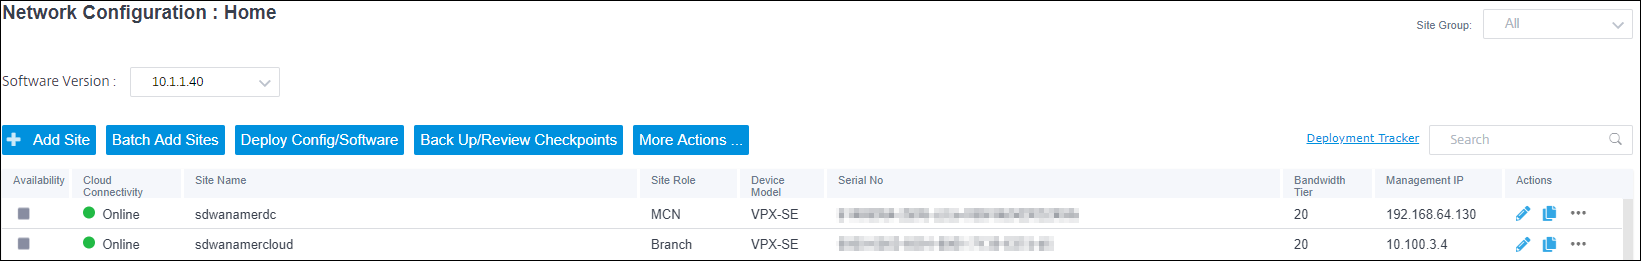 Network Configuration : Home
Site Group: All
Software Version : 10.1.1.40
+ Add Site Batch Add Sites Deploy Config/Software Back Up/Review Checkpoints More Actions ... Deployment Tracker Search
Availability Cloud Connectivity Site Name Site Role Device Model Serial No Bandwidth Tier Management IP Actions
Online sdwanamerdc MCN VPX-SE 20 192.168.64.130
Online sdwanamercloud Branch VPX-SE 20 10.100.3.4